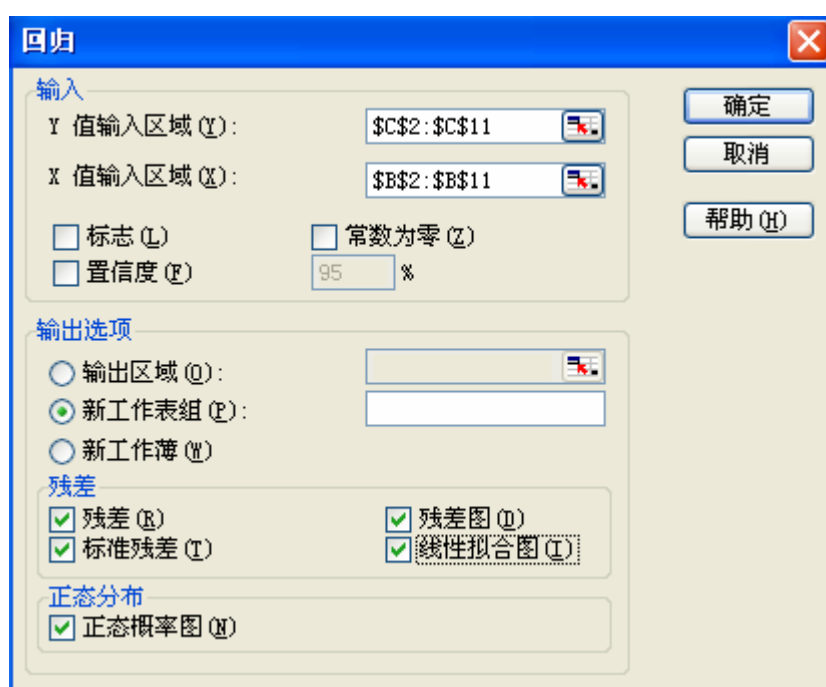 回归
输入
Y 值输入区域(Y):
$C$2:$C$11
X 值输入区域(X):
$B$2:$B$11
标志(L)
常数为零(Z)
置信度(F)
95
%
确定
取消
帮助(H)
输出选项
输出区域(O):
新工作表组(P):
新工作薄(W)
残差
残差(R)
残差图(D)
标准残差(T)
线性拟合图(I)
正态分布
正态概率图(N)